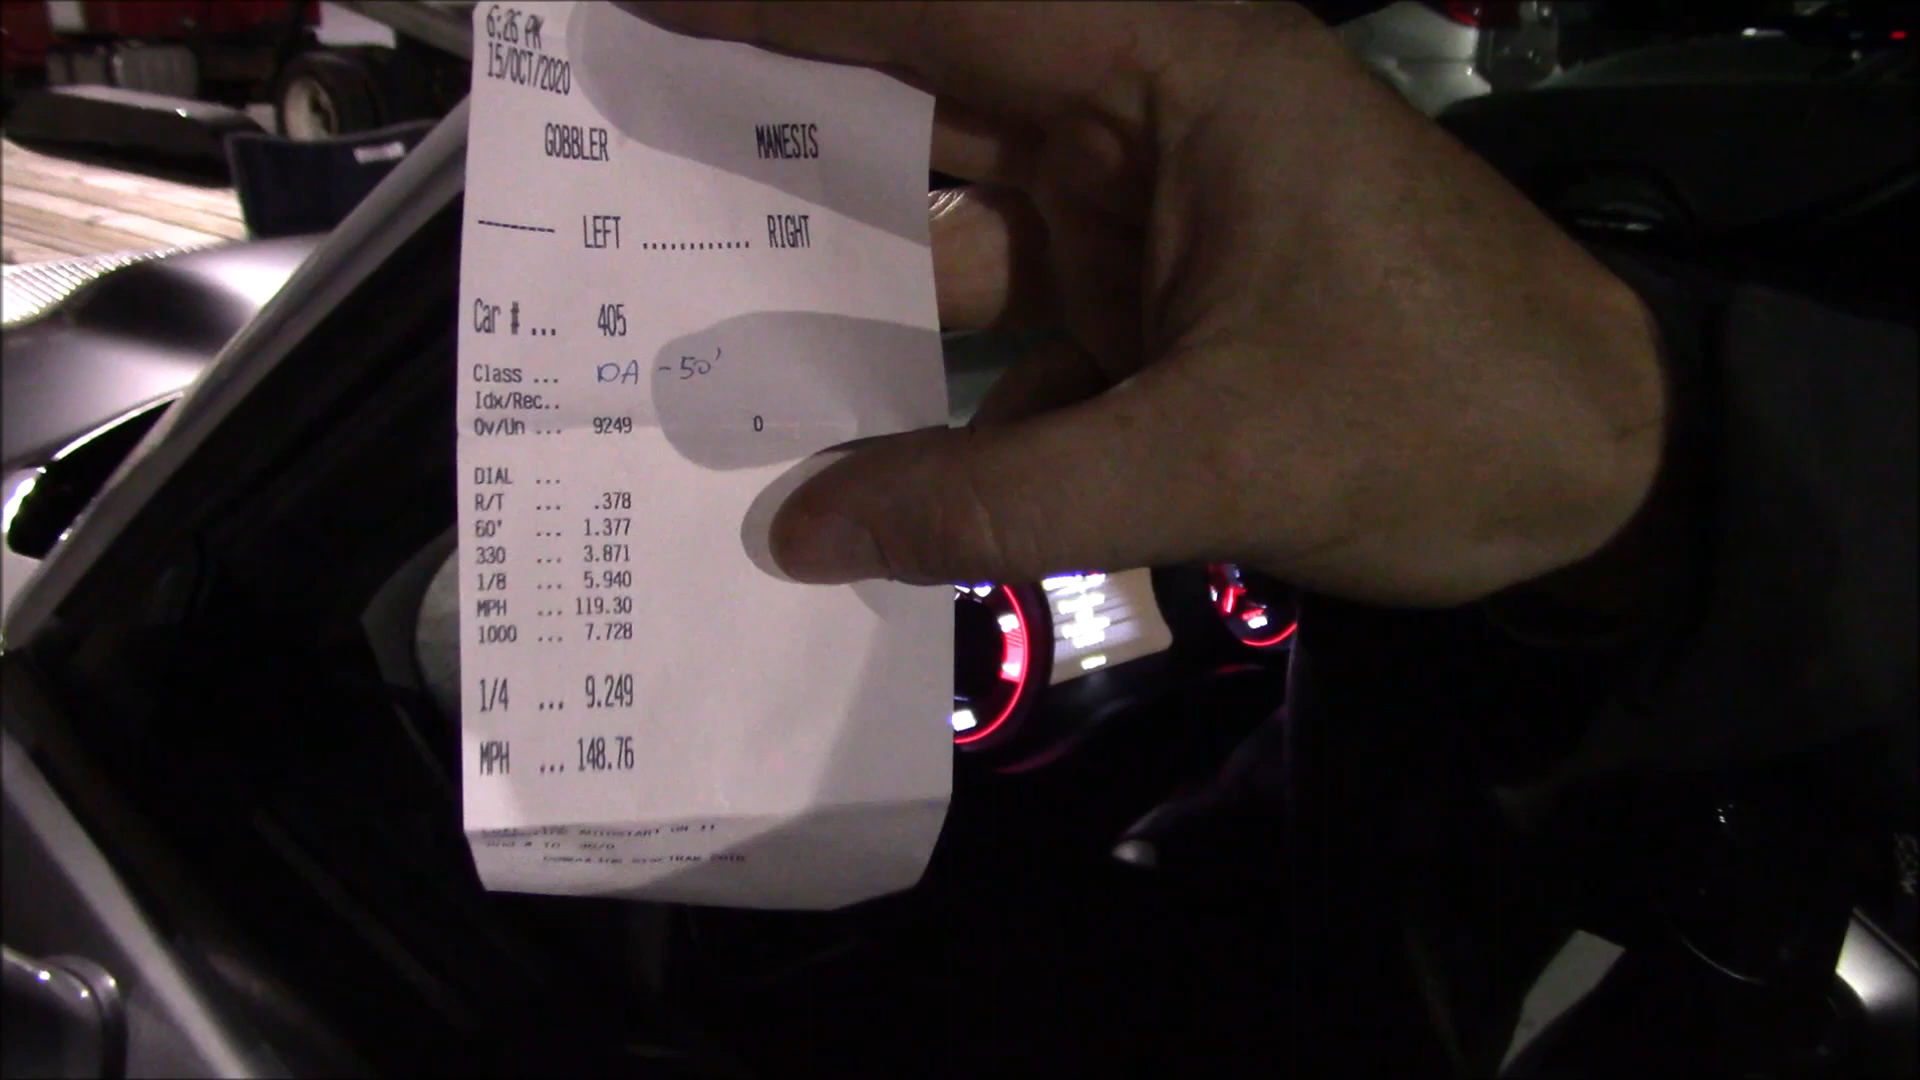 6:26 PM
15/OCT/2020
GOBBLER MANESIS
------- LEFT ............ RIGHT
Car # ... 405
Class ... DA -50'
Idx/Rec..
Ov/Un ... 9249 0
DIAL ...
R/T ... .378
60' ... 1.377
330 ... 3.871
1/8 ... 5.940
MPH ... 119.30
1000 ... 7.728
1/4 ... 9.249
MPH ... 148.76
AUTOSTART ON